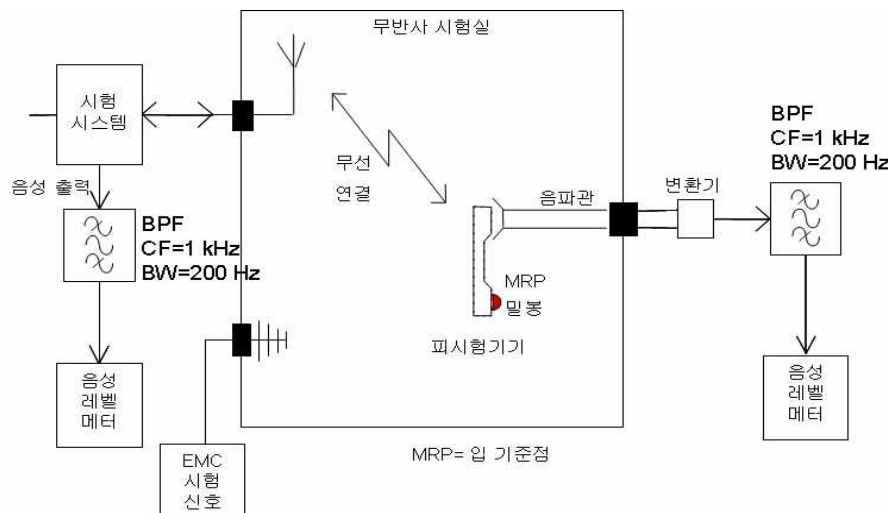 무반사 시험실
시험
시스템
음성 출력
BPF
CF=1 kHz
BW=200 Hz
음성
레벨
메터
무선
연결
음파관
변환기
BPF
CF=1 kHz
BW=200 Hz
음성
레벨
메터
MRP
밀봉
피시험기기
EMC
시험
신호
MRP= 입 기준점